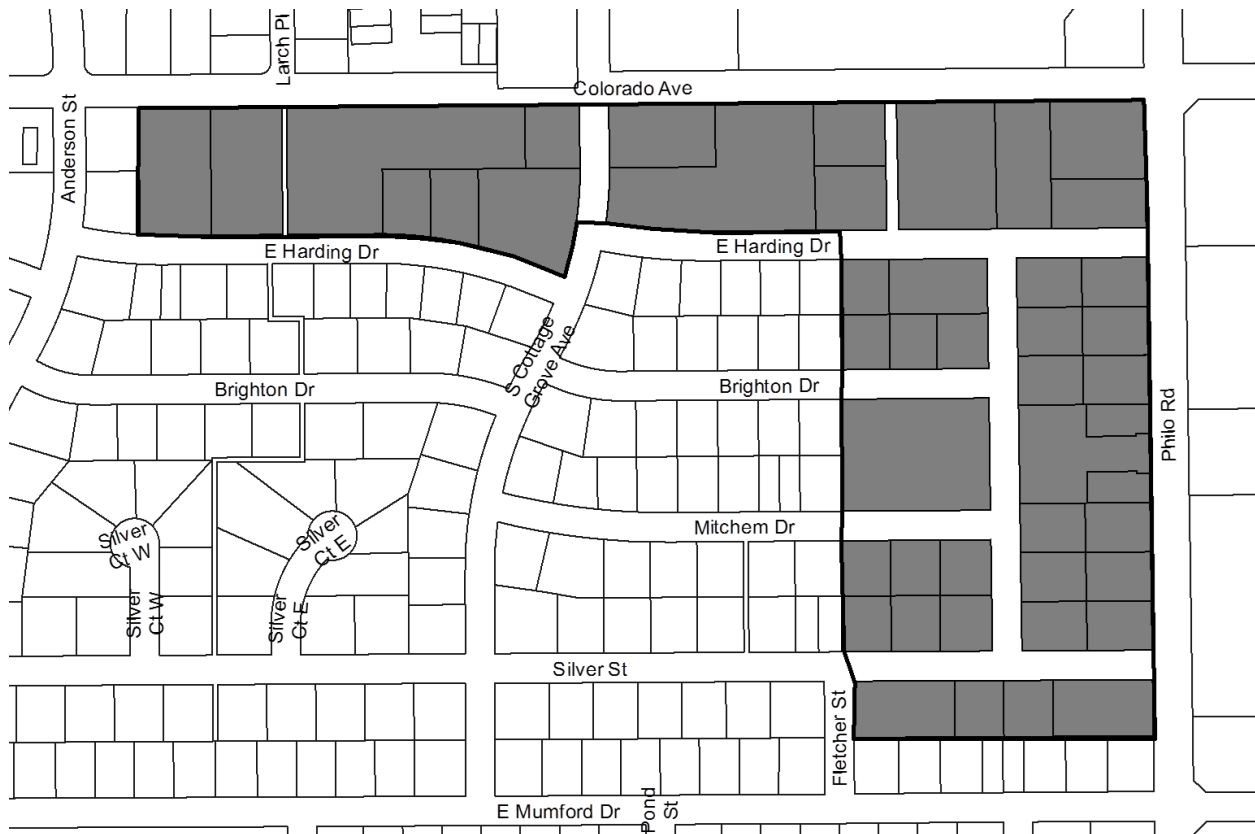 Larch Pl
Colorado Ave
Anderson St
E Harding Dr
E Harding Dr
S Cottage
Grove Ave
Brighton Dr
Brighton Dr
Philo Rd
Mitchem Dr
Silver
Ct W
Silver
Ct E
Silver
Ct W
Silver
Ct E
Silver St
Fletcher St
E Mumford Dr
Pond
St